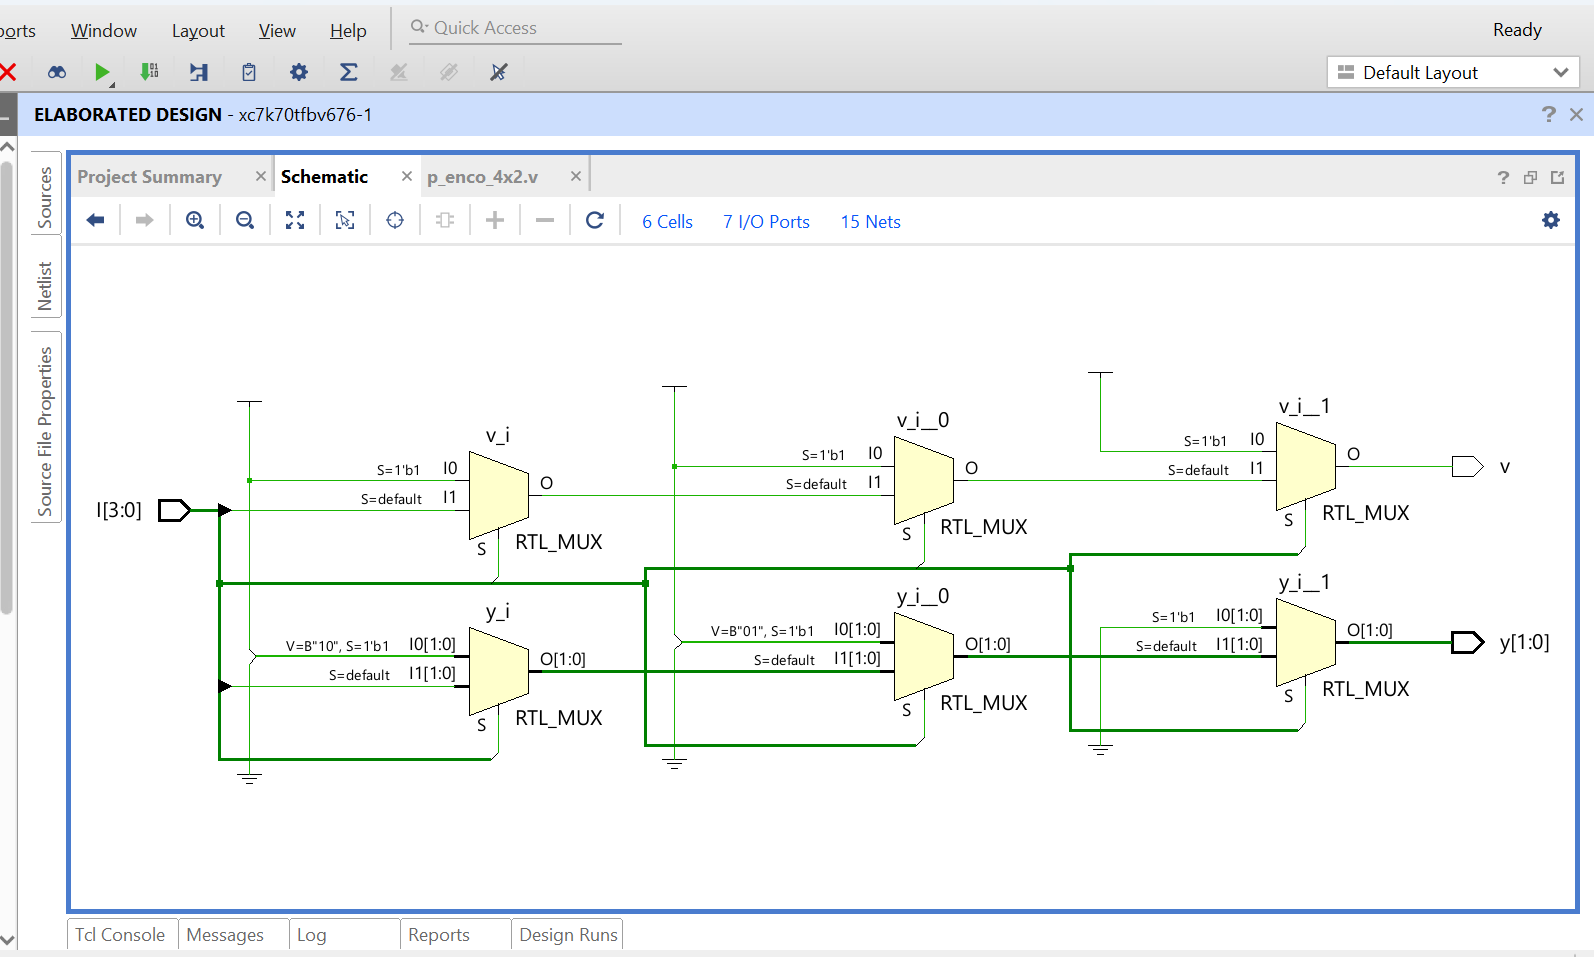 ports Window Layout View Help Quick Access Ready
Default Layout
ELABORATED DESIGN - xc7k70tfbv676-1 ?
Sources
Netlist
Source File Properties
Project Summary Schematic p_enco_4x2.v ?
6 Cells 7 I/O Ports 15 Nets
v_i
S=1'b1 I0
S=default I1
O
S
RTL_MUX
v_i__0
S=1'b1 I0
S=default I1
O
S
RTL_MUX
v_i__1
S=1'b1 I0
S=default I1
O
S
RTL_MUX
v
I[3:0]
y_i
V=B"10", S=1'b1 I0[1:0]
S=default I1[1:0]
O[1:0]
S
RTL_MUX
y_i__0
V=B"01", S=1'b1 I0[1:0]
S=default I1[1:0]
O[1:0]
S
RTL_MUX
y_i__1
S=1'b1 I0[1:0]
S=default I1[1:0]
O[1:0]
S
RTL_MUX
y[1:0]
Tcl Console Messages Log Reports Design Runs